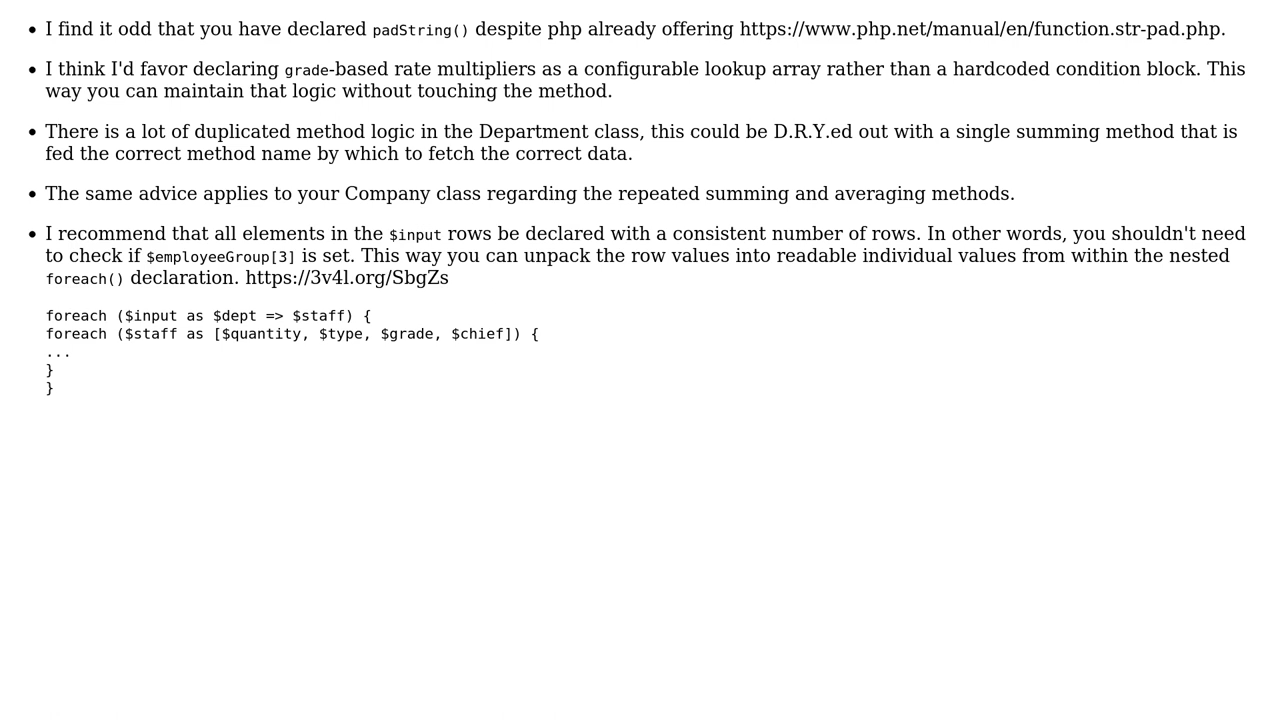 • I find it odd that you have declared padString() despite php already offering https://www.php.net/manual/en/function.str-pad.php.
• I think I'd favor declaring grade-based rate multipliers as a configurable lookup array rather than a hardcoded condition block. This
way you can maintain that logic without touching the method.
• There is a lot of duplicated method logic in the Department class, this could be D.R.Y.ed out with a single summing method that is
fed the correct method name by which to fetch the correct data.
• The same advice applies to your Company class regarding the repeated summing and averaging methods.
• I recommend that all elements in the $input rows be declared with a consistent number of rows. In other words, you shouldn't need
to check if $employeeGroup[3] is set. This way you can unpack the row values into readable individual values from within the nested
foreach() declaration. https://3v4l.org/SbgZs
foreach ($input as $dept => $staff) {
foreach ($staff as [$quantity, $type, $grade, $chief]) {
...
}
}